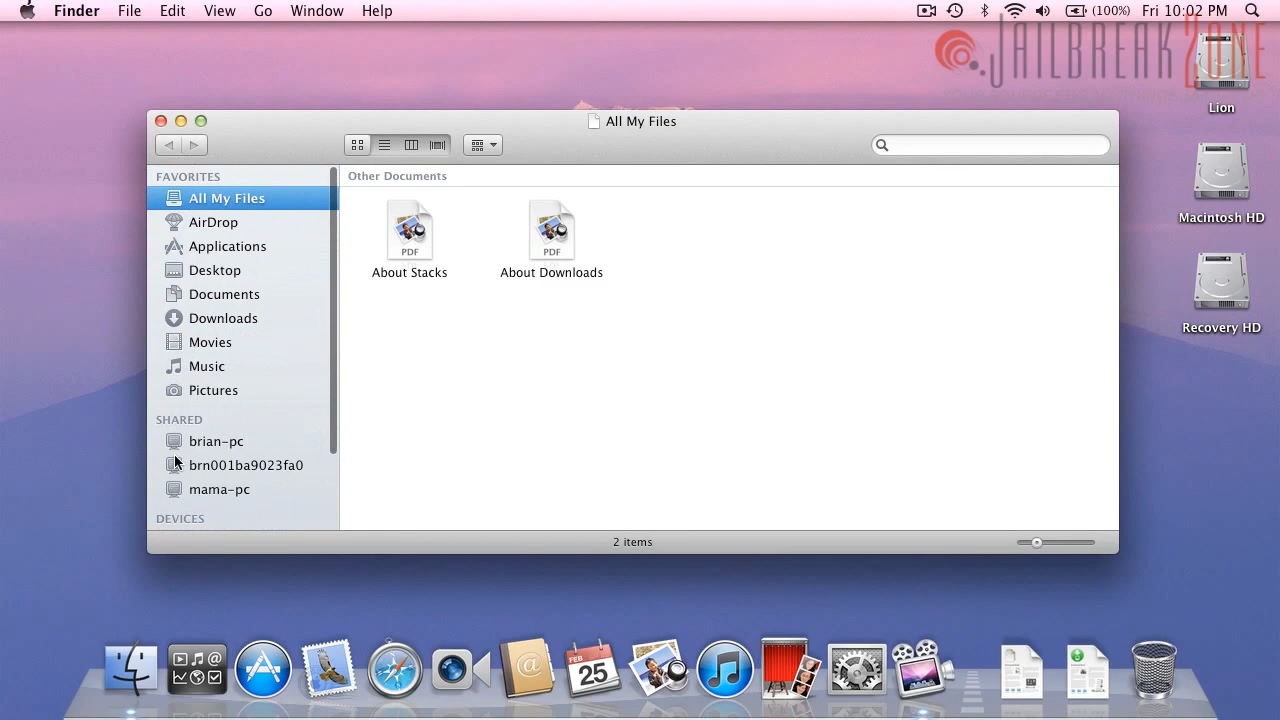 Finder File Edit View Go Window Help (100%) Fri 10:02 PM
JAILBREAKZONE
Lion
Macintosh HD
Recovery HD
All My Files
FAVORITES
All My Files
AirDrop
Applications
Desktop
Documents
Downloads
Movies
Music
Pictures
SHARED
brian-pc
brn001ba9023fa0
mama-pc
DEVICES
Other Documents
PDF PDF
About Stacks About Downloads
2 items
FEB
25